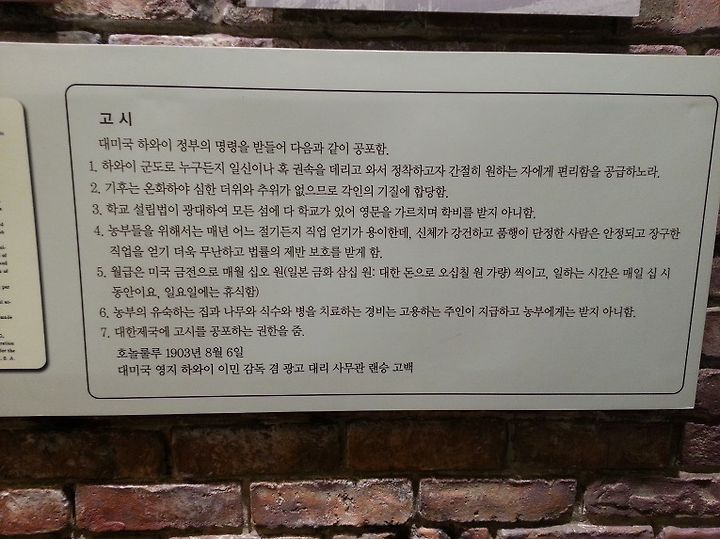 고 시
대미국 하와이 정부의 명령을 받들어 다음과 같이 공포함.
1. 하와이 군도로 누구든지 일신이나 혹 권속을 데리고 와서 정착하고자 간절히 원하는 자에게 편리함을 공급하노라.
2. 기후는 온화하야 심한 더위와 추위가 없으므로 각인의 기질에 합당함.
3. 학교 설립법이 광대하여 모든 섬에 다 학교가 있어 영문을 가르치며 학비를 받지 아니함.
4. 농부들을 위해서는 매년 어느 절기든지 직업 얻기가 용이한데, 신체가 강건하고 품행이 단정한 사람은 안정되고 장구한
직업을 얻기 더욱 무난하고 법률의 제반 보호를 받게 함.
5. 월급은 미국 금전으로 매월 십오 원(일본 금화 삼십 원: 대한 돈으로 오십칠 원 가량) 씩이고, 일하는 시간은 매일 십 시
동안이요, 일요일에는 휴식함)
6. 농부의 유숙하는 집과 나무와 식수와 병을 치료하는 경비는 고용하는 주인이 지급하고 농부에게는 받지 아니함.
7. 대한제국에 고시를 공포하는 권한을 줌.
호놀룰루 1903년 8월 6일
대미국 영지 하와이 이민 감독 겸 광고 대리 사무관 랜승 고백